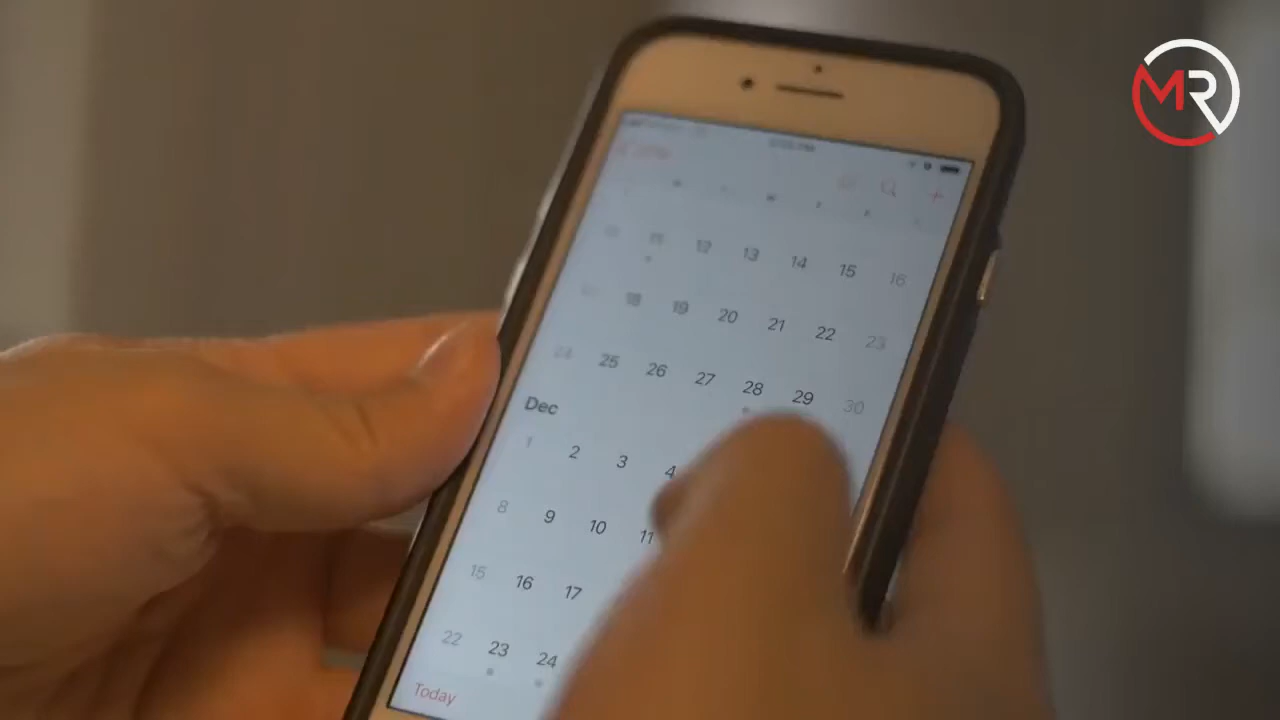 MR
11 12 13 14 15 16
18 19 20 21 22 23
24 25 26 27 28 29 30
Dec
1 2 3 4
8 9 10 11
15 16 17
22 23 24
Today